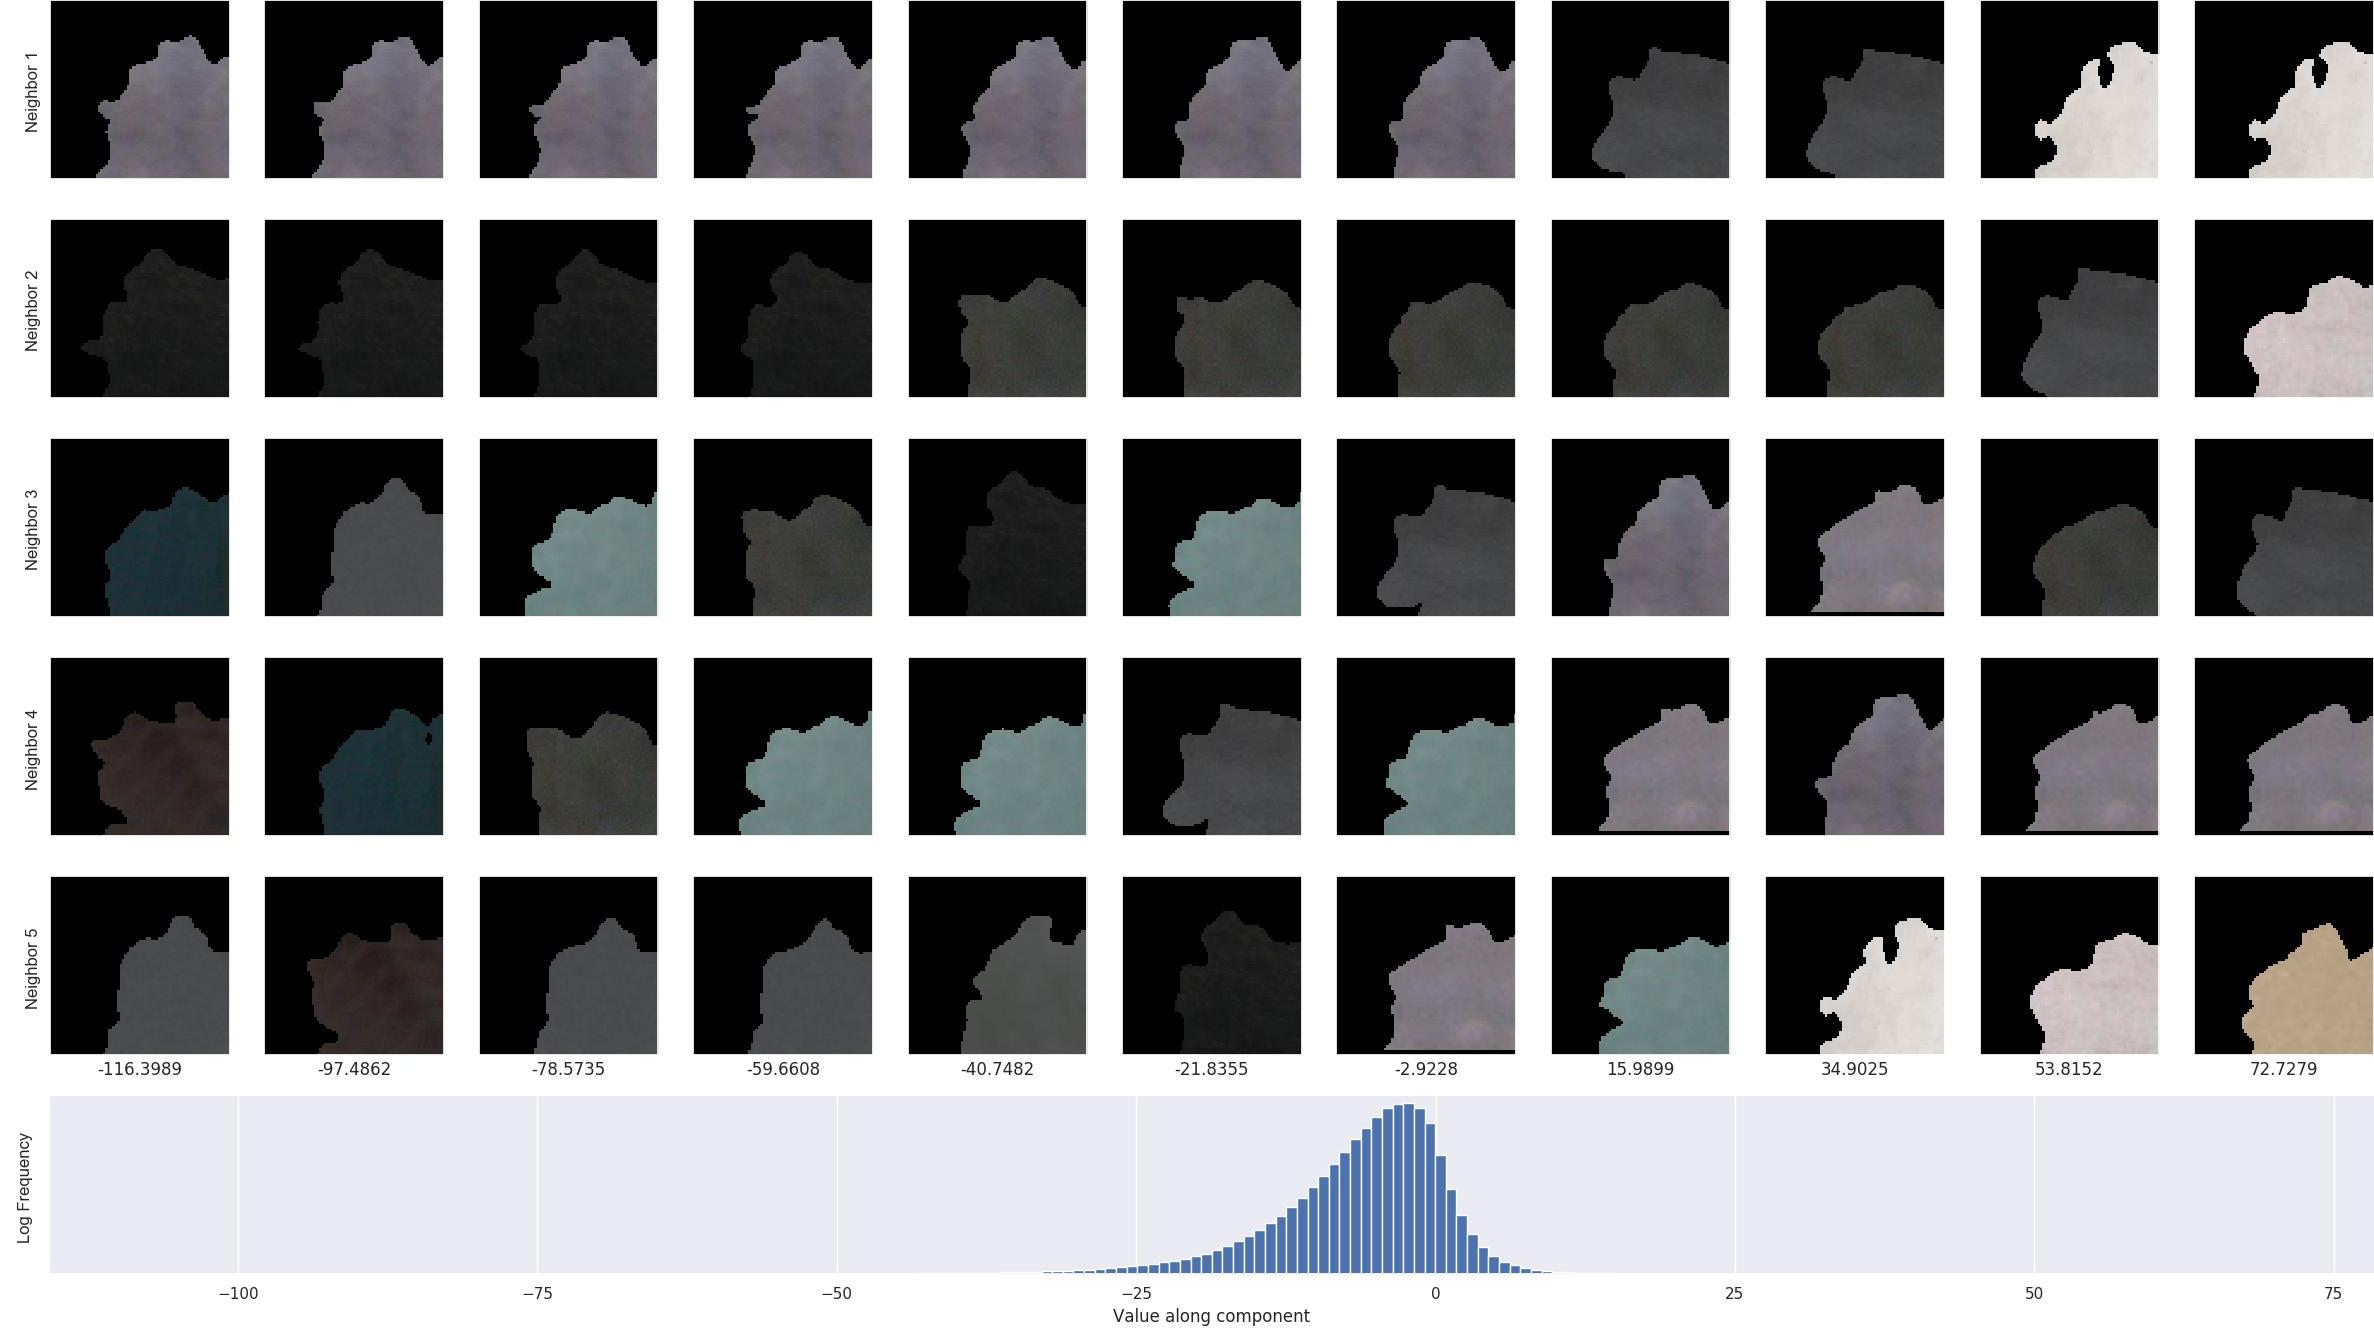 Neighbor 1
Neighbor 2
Neighbor 3
Neighbor 4
Neighbor 5
-116.3989 -97.4862 -78.5735 -59.6608 -40.7482 -21.8355 -2.9228 15.9899 34.9025 53.8152 72.7279
Log Frequency
−100 −75 −50 −25 0 25 50 75
Value along component